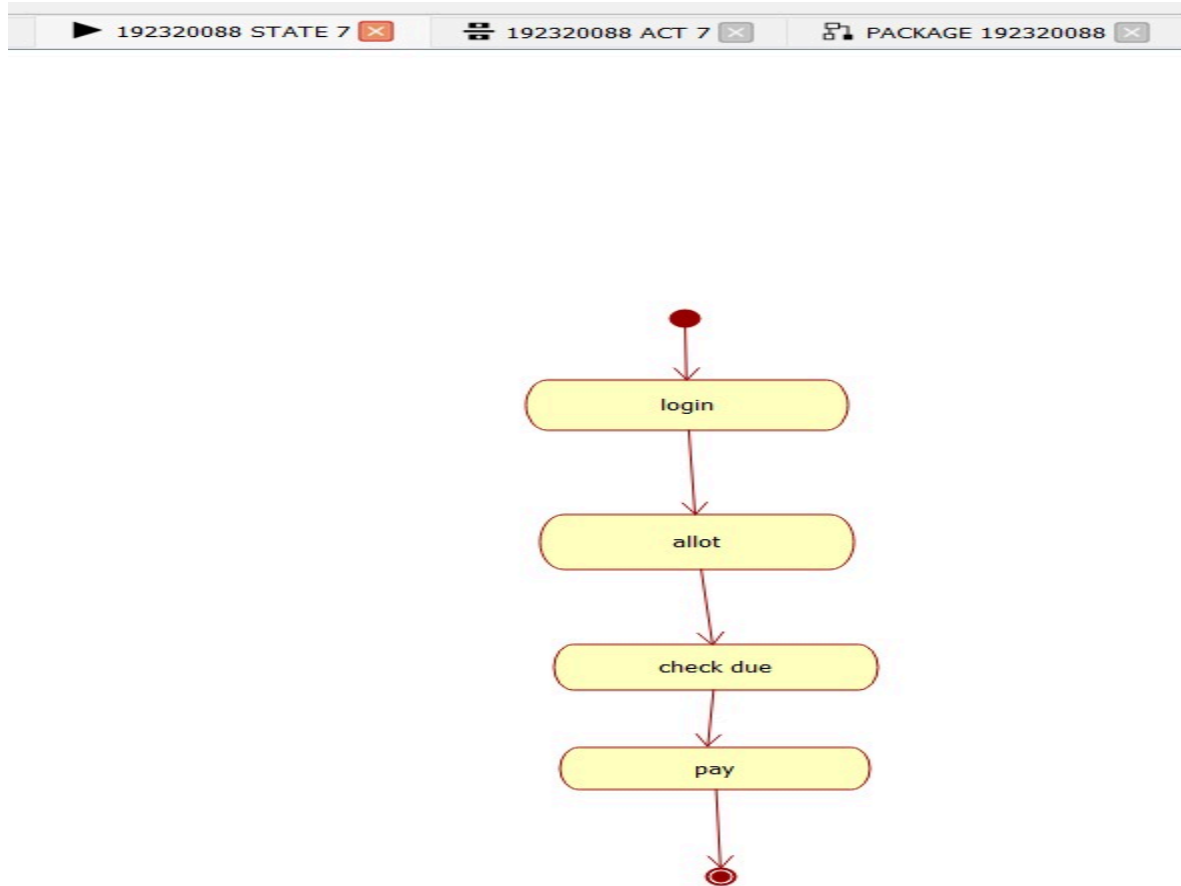 192320088 STATE 7
192320088 ACT 7
PACKAGE 192320088
login
allot
check due
pay